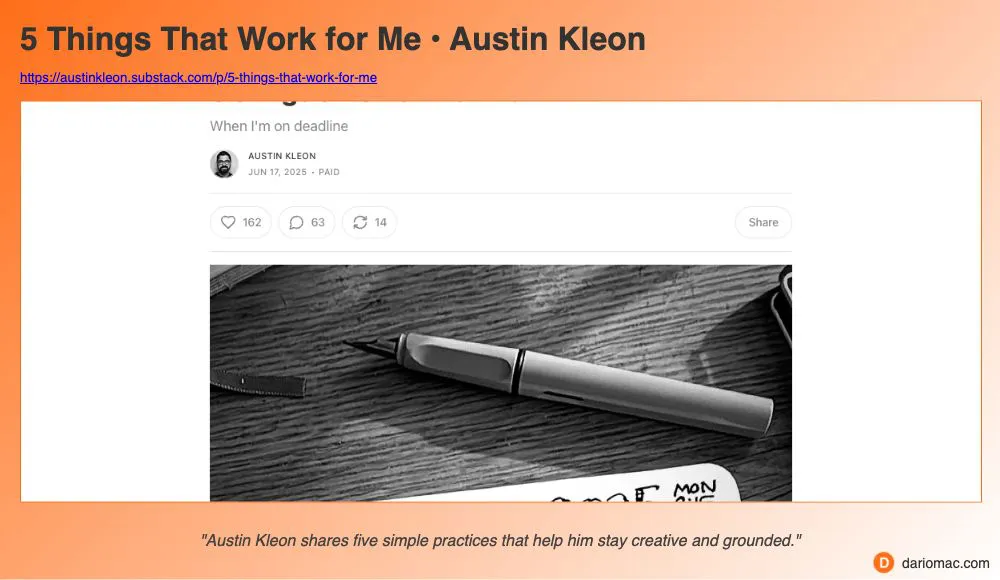 5 Things That Work for Me • Austin Kleon
https://austinkleon.substack.com/p/5-things-that-work-for-me
When I'm on deadline
AUSTIN KLEON
JUN 17, 2025 • PAID
162 63 14 Share
MON
"Austin Kleon shares five simple practices that help him stay creative and grounded."
D dariomac.com